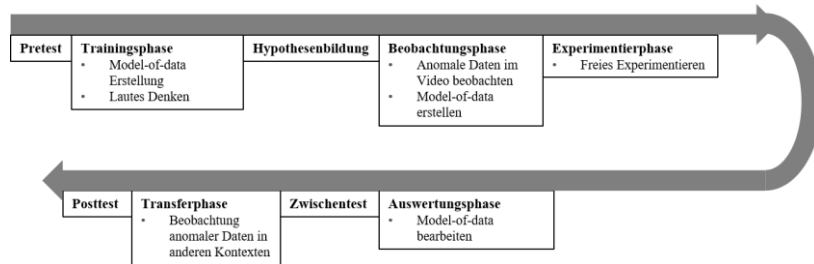 Pretest
Trainingsphase
• Model-of-data
Erstellung
• Lautes Denken
Hypothesenbildung
Beobachtungsphase
• Anomale Daten im
Video beobachten
• Model-of-data
erstellen
Experimentierphase
• Freies Experimentieren
Auswertungsphase
• Model-of-data
bearbeiten
Zwischentest
Transferphase
• Beobachtung
anomaler Daten in
anderen Kontexten
Posttest